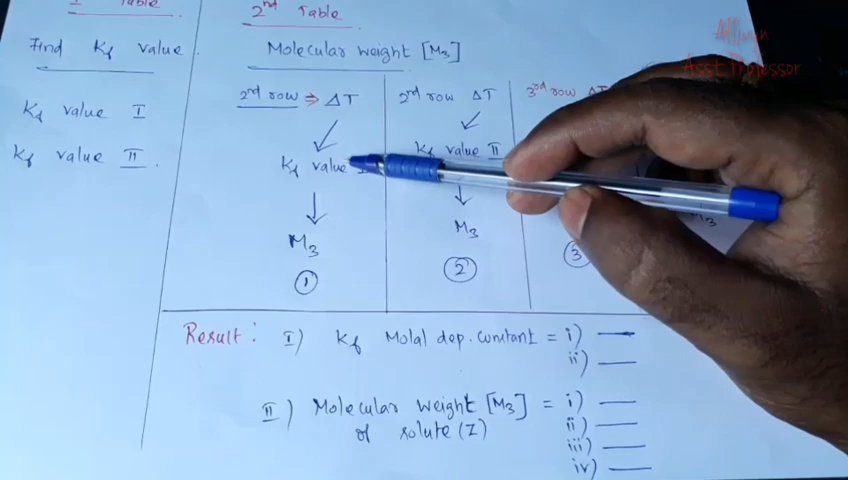 I Table
Find Kf value
Kf value I
Kf value II.
2nd Table
Molecular weight [M3]
2nd row ⇒ ΔT
Kf value
M3
1
2nd row ΔT
Kf value II
M3
2
3rd row ΔT
M3
3
Result: I) Kf Molal dep. constant = i)
ii)
II) Molecular weight [M3] = i)
of solute (Z) ii)
iii)
iv)
Asst Professor